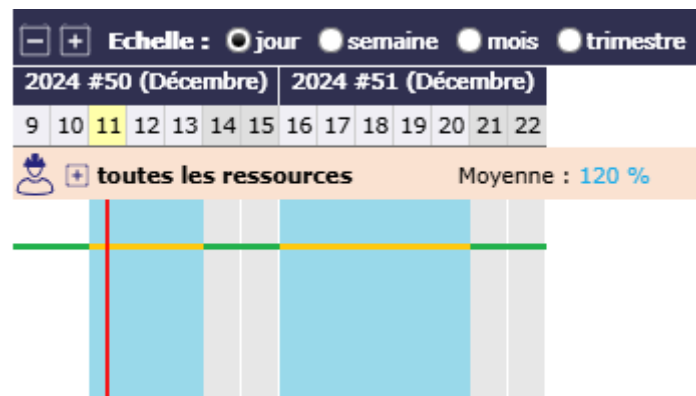 Echelle : jour semaine mois trimestre
2024 #50 (Décembre) 2024 #51 (Décembre)
9 10 11 12 13 14 15 16 17 18 19 20 21 22
toutes les ressources Moyenne : 120 %